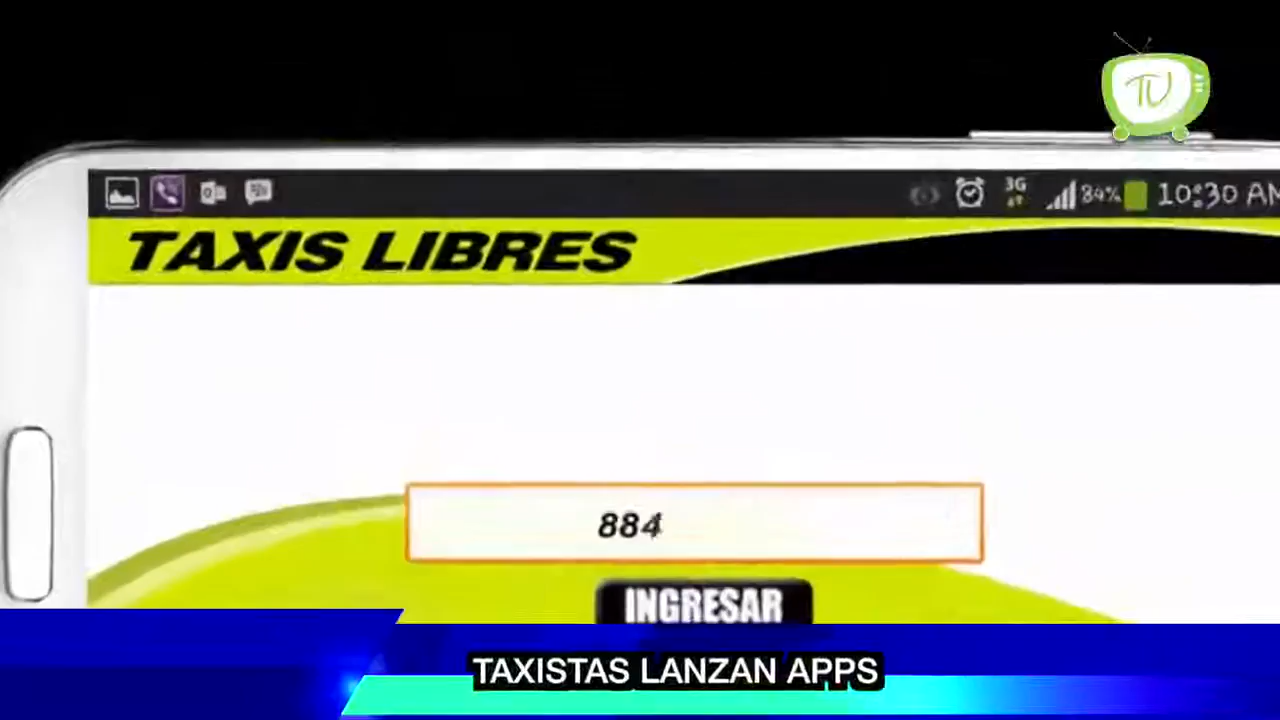 TV
3G
84% 10:30 AM
TAXIS LIBRES
884
INGRESAR
TAXISTAS LANZAN APPS